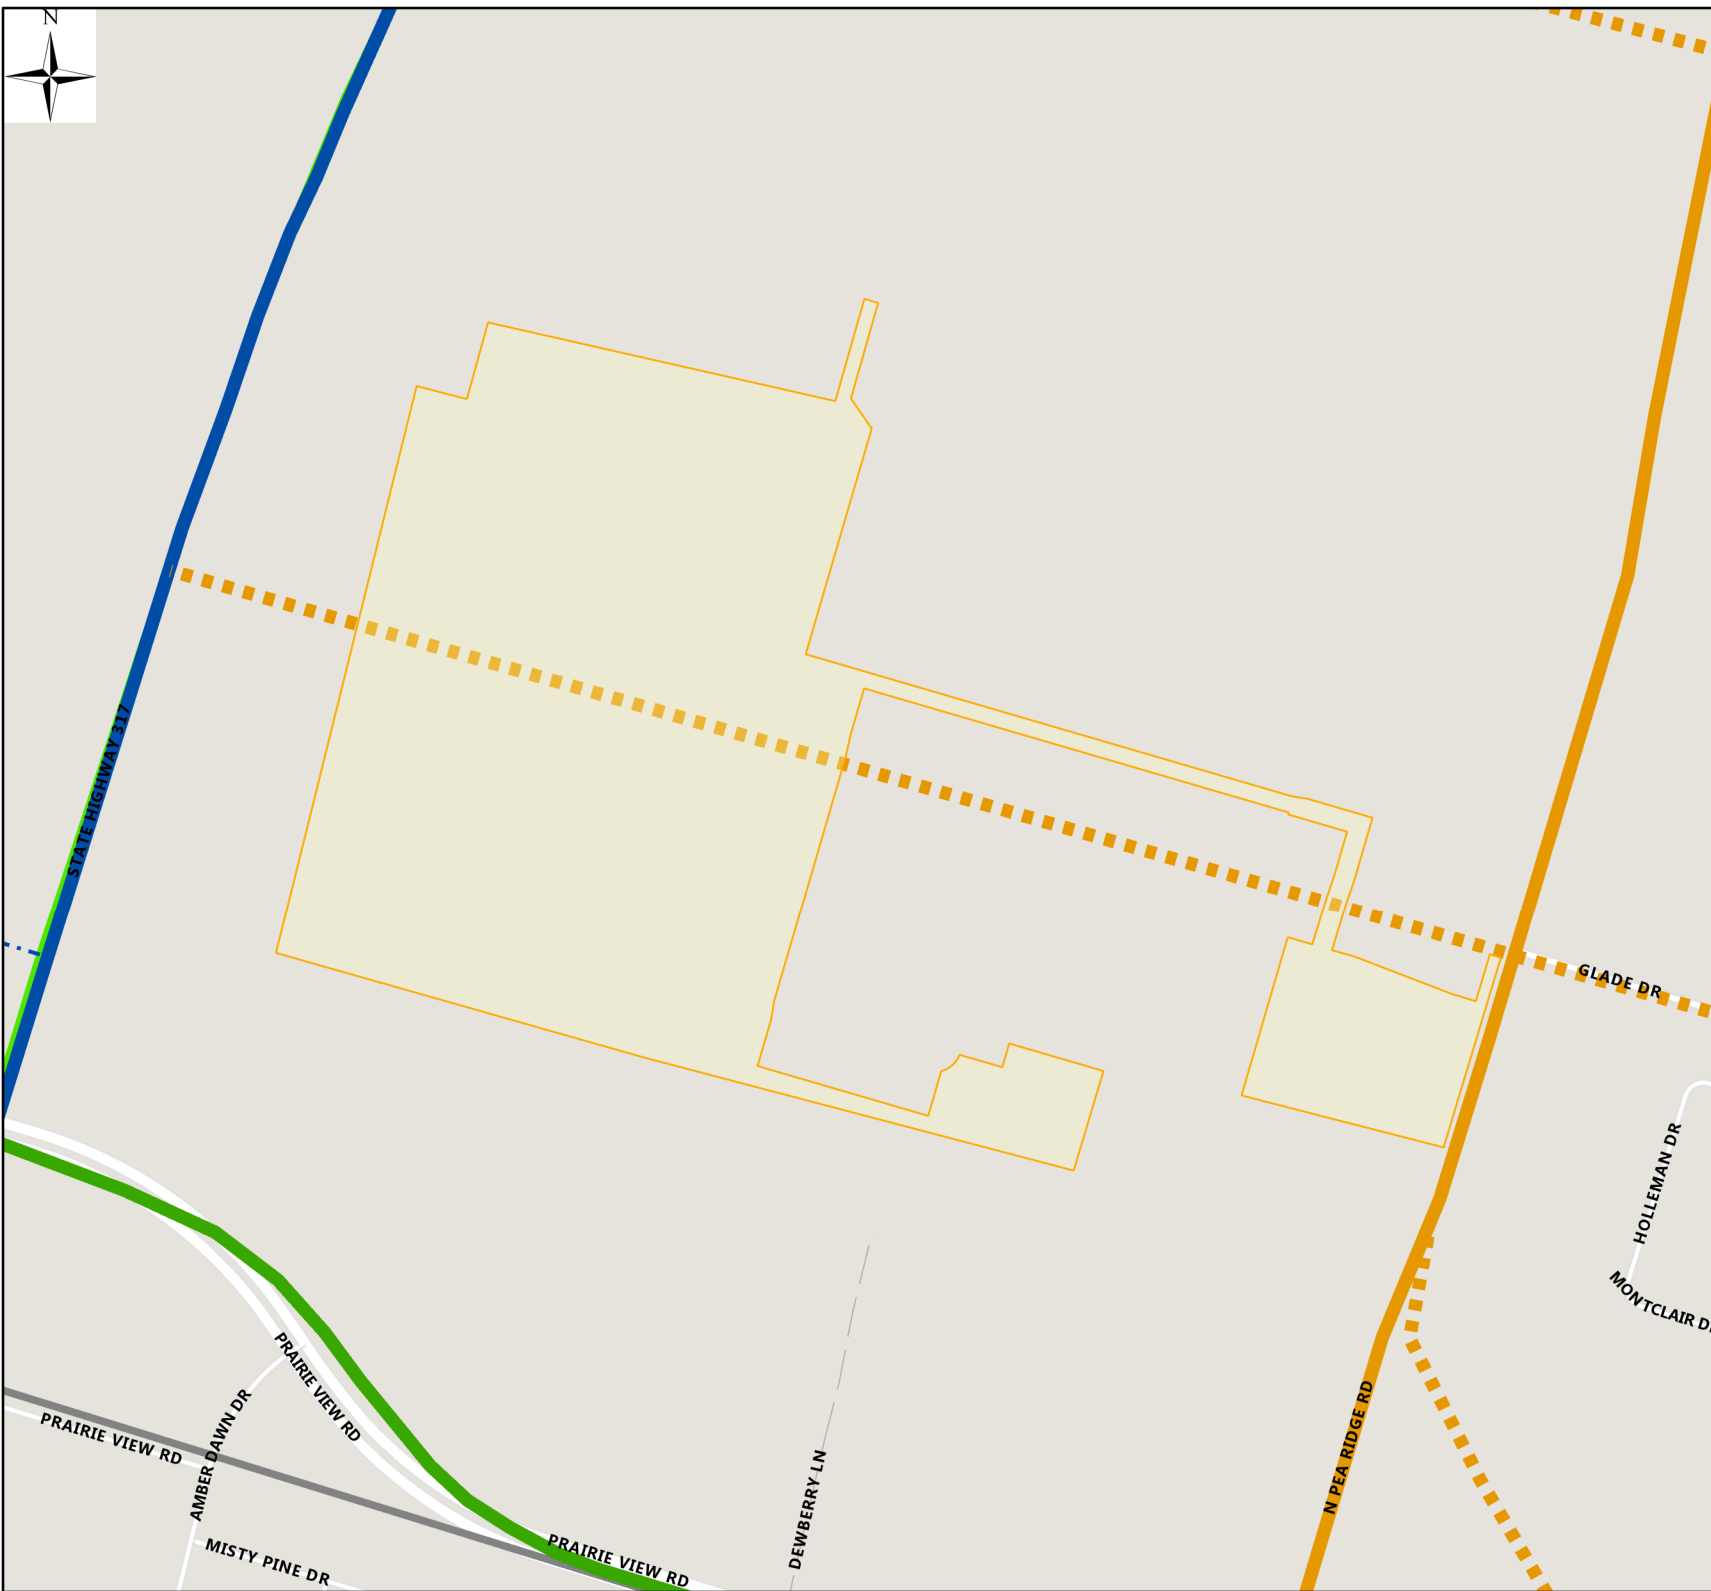 N
STATE HIGHWAY 317
GLADE DR
HOLLEMAN DR
MONTCLAIR D
PRAIRIE VIEW RD
PRAIRIE VIEW RD
AMBER DAWN DR
N PEA RIDGE RD
DEWBERRY LN
MISTY PINE DR
PRAIRIE VIEW RD